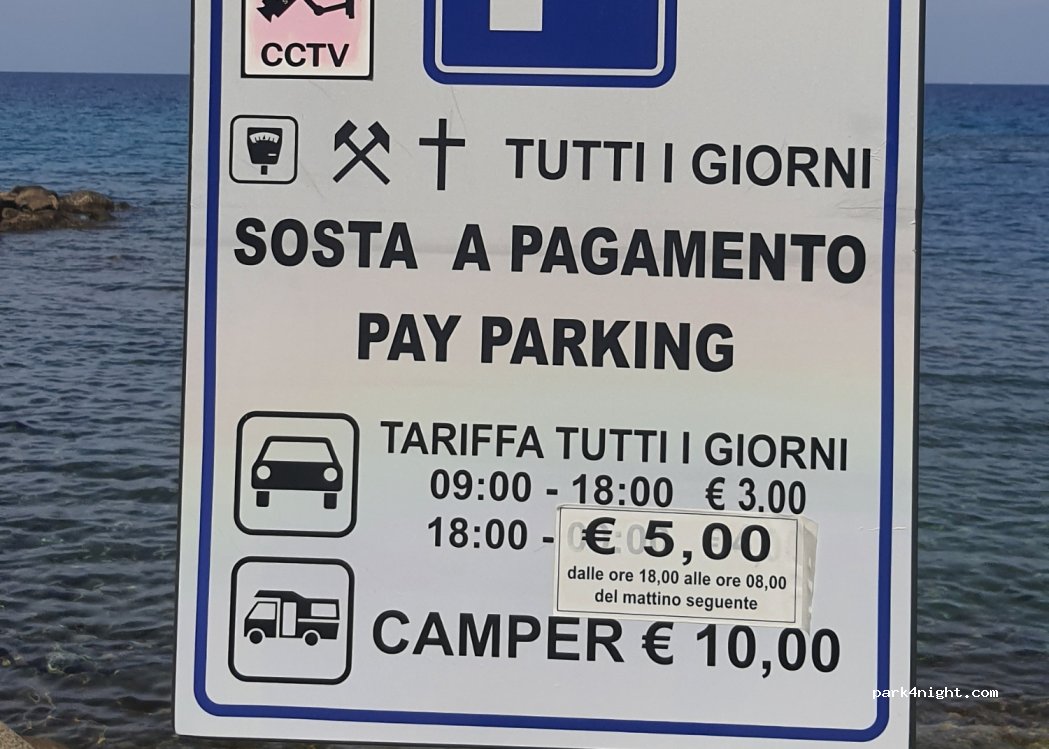 CCTV
TUTTI I GIORNI
SOSTA A PAGAMENTO
PAY PARKING
TARIFFA TUTTI I GIORNI
09:00 - 18:00 € 3.00
18:00 -
€ 5,00
dalle ore 18,00 alle ore 08,00
del mattino seguente
CAMPER € 10,00
park4night.com